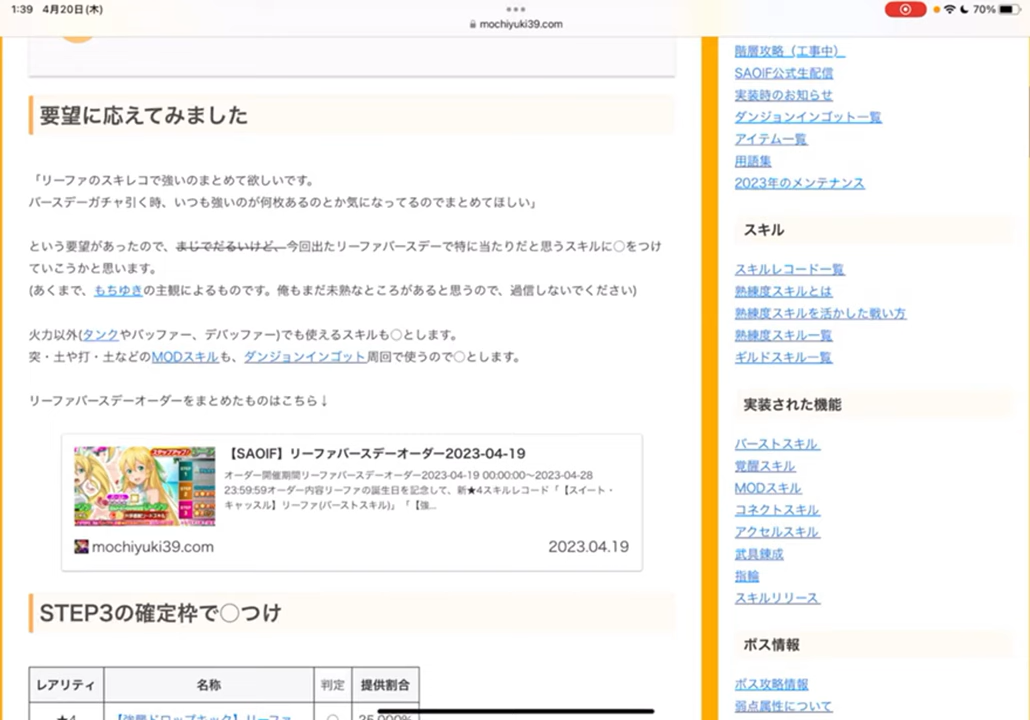 1:39 4月20日(木)
70%
mochiyuki39.com
要望に応えてみました
「リーファのスキレコで強いのまとめて欲しいです。
バースデーガチャ引く時、いつも強いのが何枚あるのとか気になってるのでまとめてほしい」
という要望があったので、まじでだるいけど、今回出たリーファバースデーで特に当たりだと思うスキルに◯をつけ
ていこうかと思います。
(あくまで、もちゆきの主観によるものです。俺もまだ未熟なところがあると思うので、過信しないでください)
火力以外(タンクやバッファー、デバッファー)でも使えるスキルも◯とします。
突・土や打・土などのMODスキルも、ダンジョンインゴット周回で使うので◯とします。
リーファバースデーオーダーをまとめたものはこちら↓
【SAOIF】リーファバースデーオーダー2023-04-19
オーダー開催期間リーファバースデーオーダー2023-04-19 00:00:00〜2023-04-28
23:59:59オーダー内容リーファの誕生日を記念して、新★4スキルレコード「【スイート・
キャッスル】リーファ(バーストスキル)」「【強...
mochiyuki39.com
2023.04.19
STEP3の確定枠で◯つけ
レアリティ 名称 判定 提供割合
★4 【強襲ドロップキック】リーファ ◯ 25.000%
階層攻略（工事中）
SAOIF公式生配信
実装時のお知らせ
ダンジョンインゴット一覧
アイテム一覧
用語集
2023年のメンテナンス
スキル
スキルレコード一覧
熟練度スキルとは
熟練度スキルを活かした戦い方
熟練度スキル一覧
ギルドスキル一覧
実装された機能
バーストスキル
覚醒スキル
MODスキル
コネクトスキル
アクセルスキル
武具錬成
指輪
スキルリリース
ボス情報
ボス攻略情報
弱点属性について